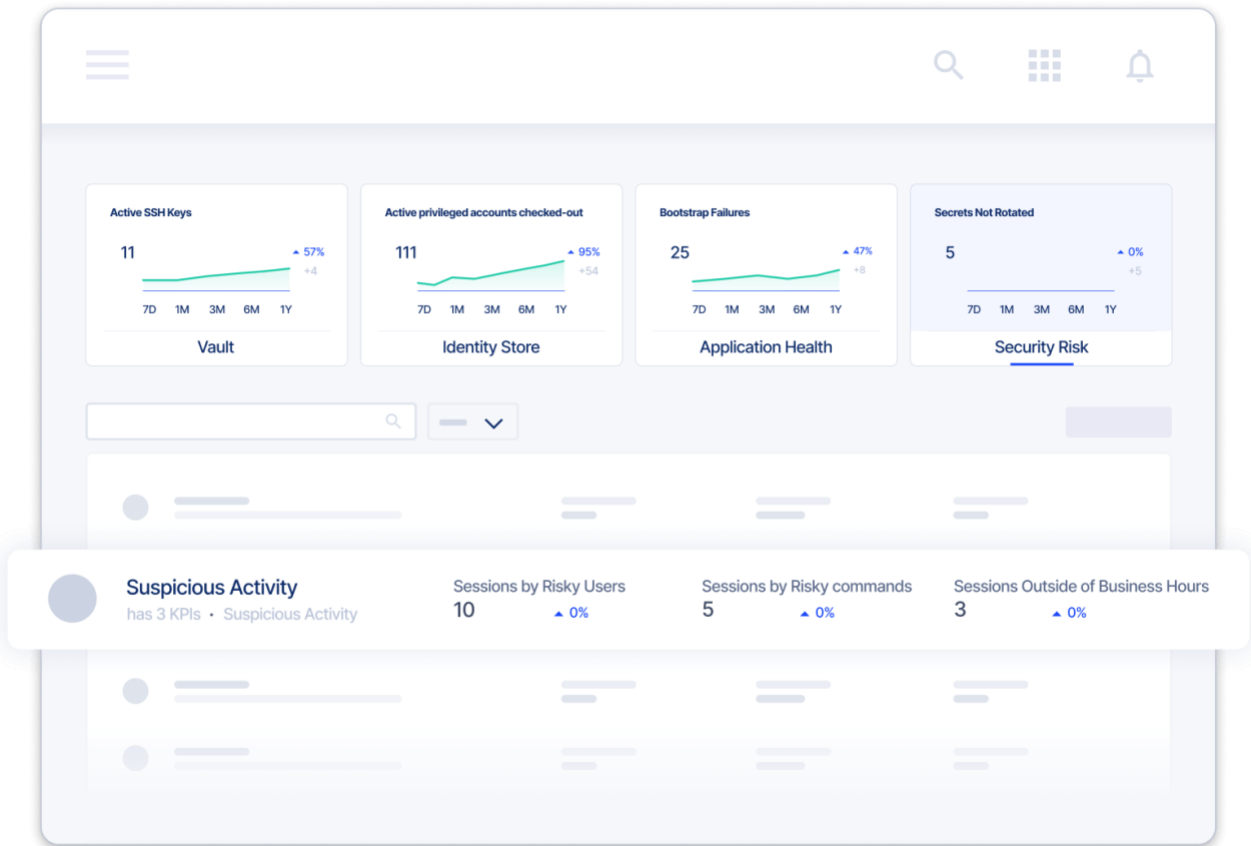 Active SSH Keys
11
57%
+4
7D 1M 3M 6M 1Y
Vault
Active privileged accounts checked-out
111
95%
+54
7D 1M 3M 6M 1Y
Identity Store
Bootstrap Failures
25
47%
+8
7D 1M 3M 6M 1Y
Application Health
Secrets Not Rotated
5
0%
+5
7D 1M 3M 6M 1Y
Security Risk
Suspicious Activity
has 3 KPIs • Suspicious Activity
Sessions by Risky Users
10 0%
Sessions by Risky commands
5 0%
Sessions Outside of Business Hours
3 0%